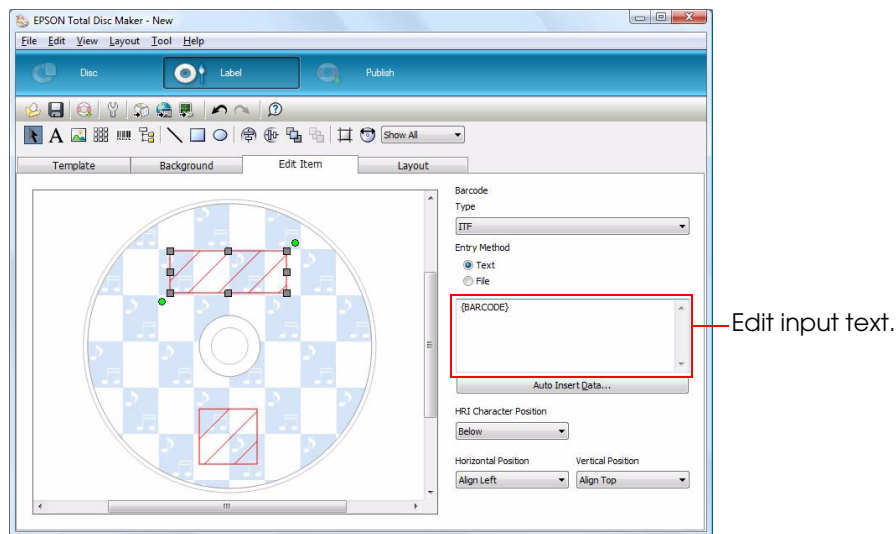 EPSON Total Disc Maker - New
File Edit View Layout Tool Help
Disc Label Publish
Show All
Template Background Edit Item Layout
Barcode
Type
ITF
Entry Method
Text
File
{BARCODE}
Edit input text.
Auto Insert Data...
HRI Character Position
Below
Horizontal Position Vertical Position
Align Left Align Top